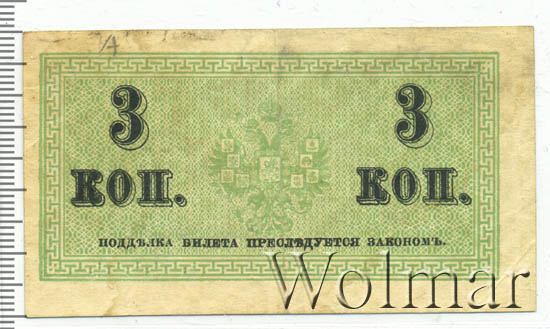 3 3
КОП. КОП.
ПОДДѢЛКА БИЛЕТА ПРЕСЛѢДУЕТСЯ ЗАКОНОМЪ.
Wolmar